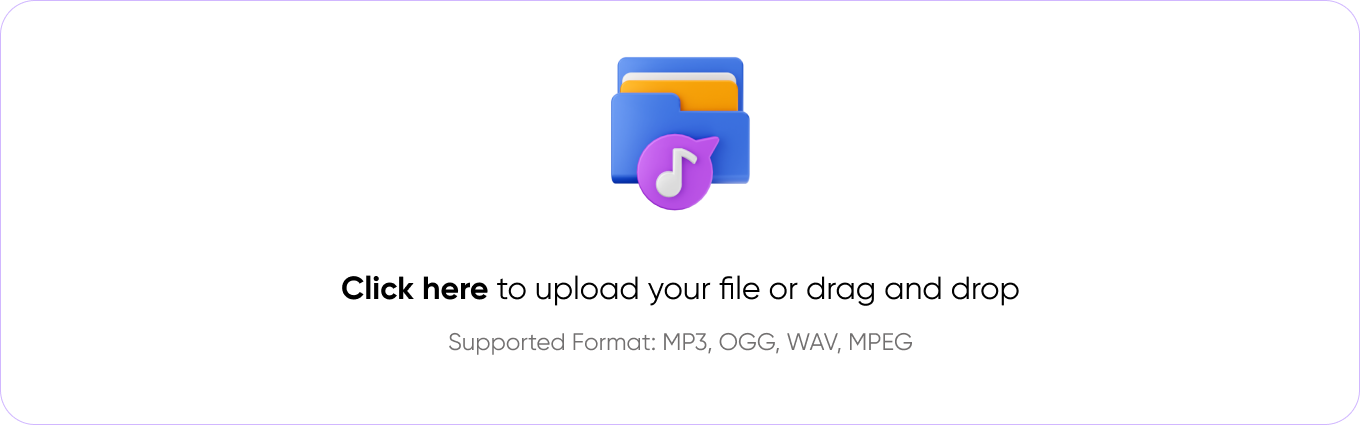 Click here to upload your file or drag and drop
Supported Format: MP3, OGG, WAV, MPEG